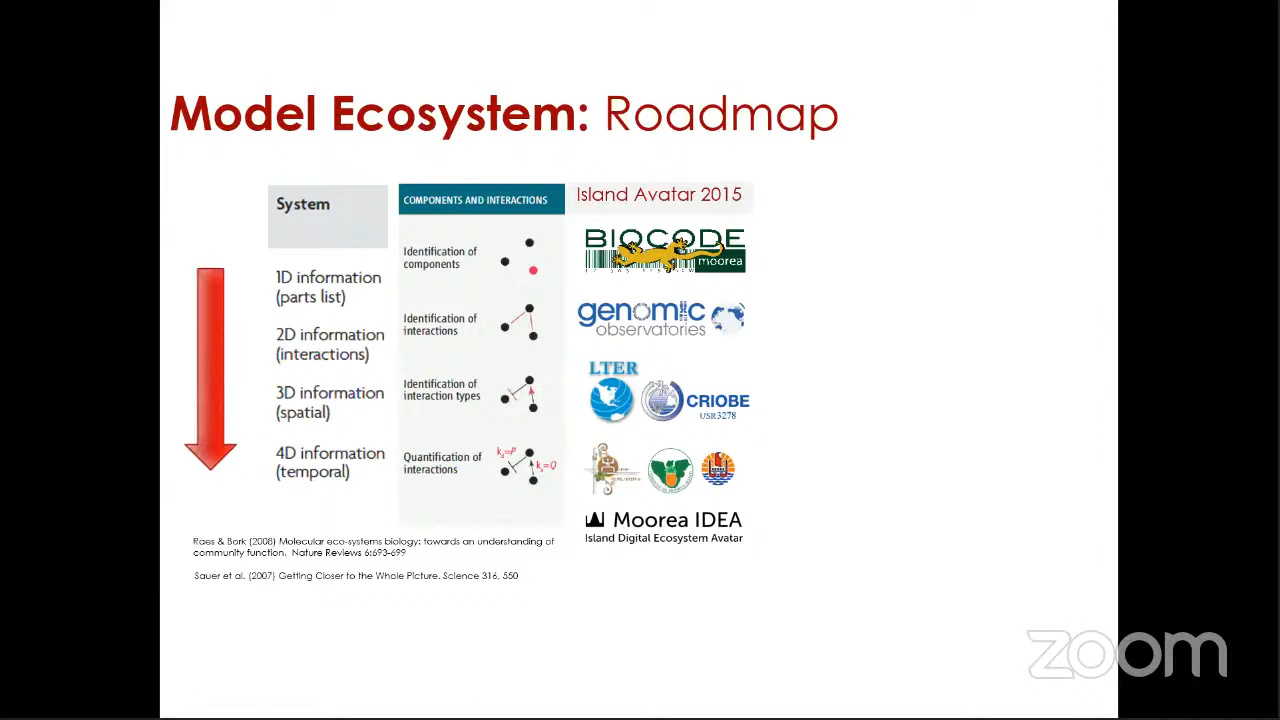 Model Ecosystem: Roadmap
System
1D information
(parts list)
2D information
(interactions)
3D information
(spatial)
4D information
(temporal)
COMPONENTS AND INTERACTIONS
Identification of
components
Identification of
interactions
Identification of
interaction types
Quantification of
interactions
k_d=P
k_a=Q
Island Avatar 2015
BIOCODE
moorea
genomic
observatories
LTER
CRIOBE
USR3278
Moorea IDEA
Island Digital Ecosystem Avatar
Raes & Bork (2008) Molecular eco-systems biology: towards an understanding of
community function. Nature Reviews 6:693-699
Sauer et al. (2007) Getting Closer to the Whole Picture. Science 316, 550
zoom